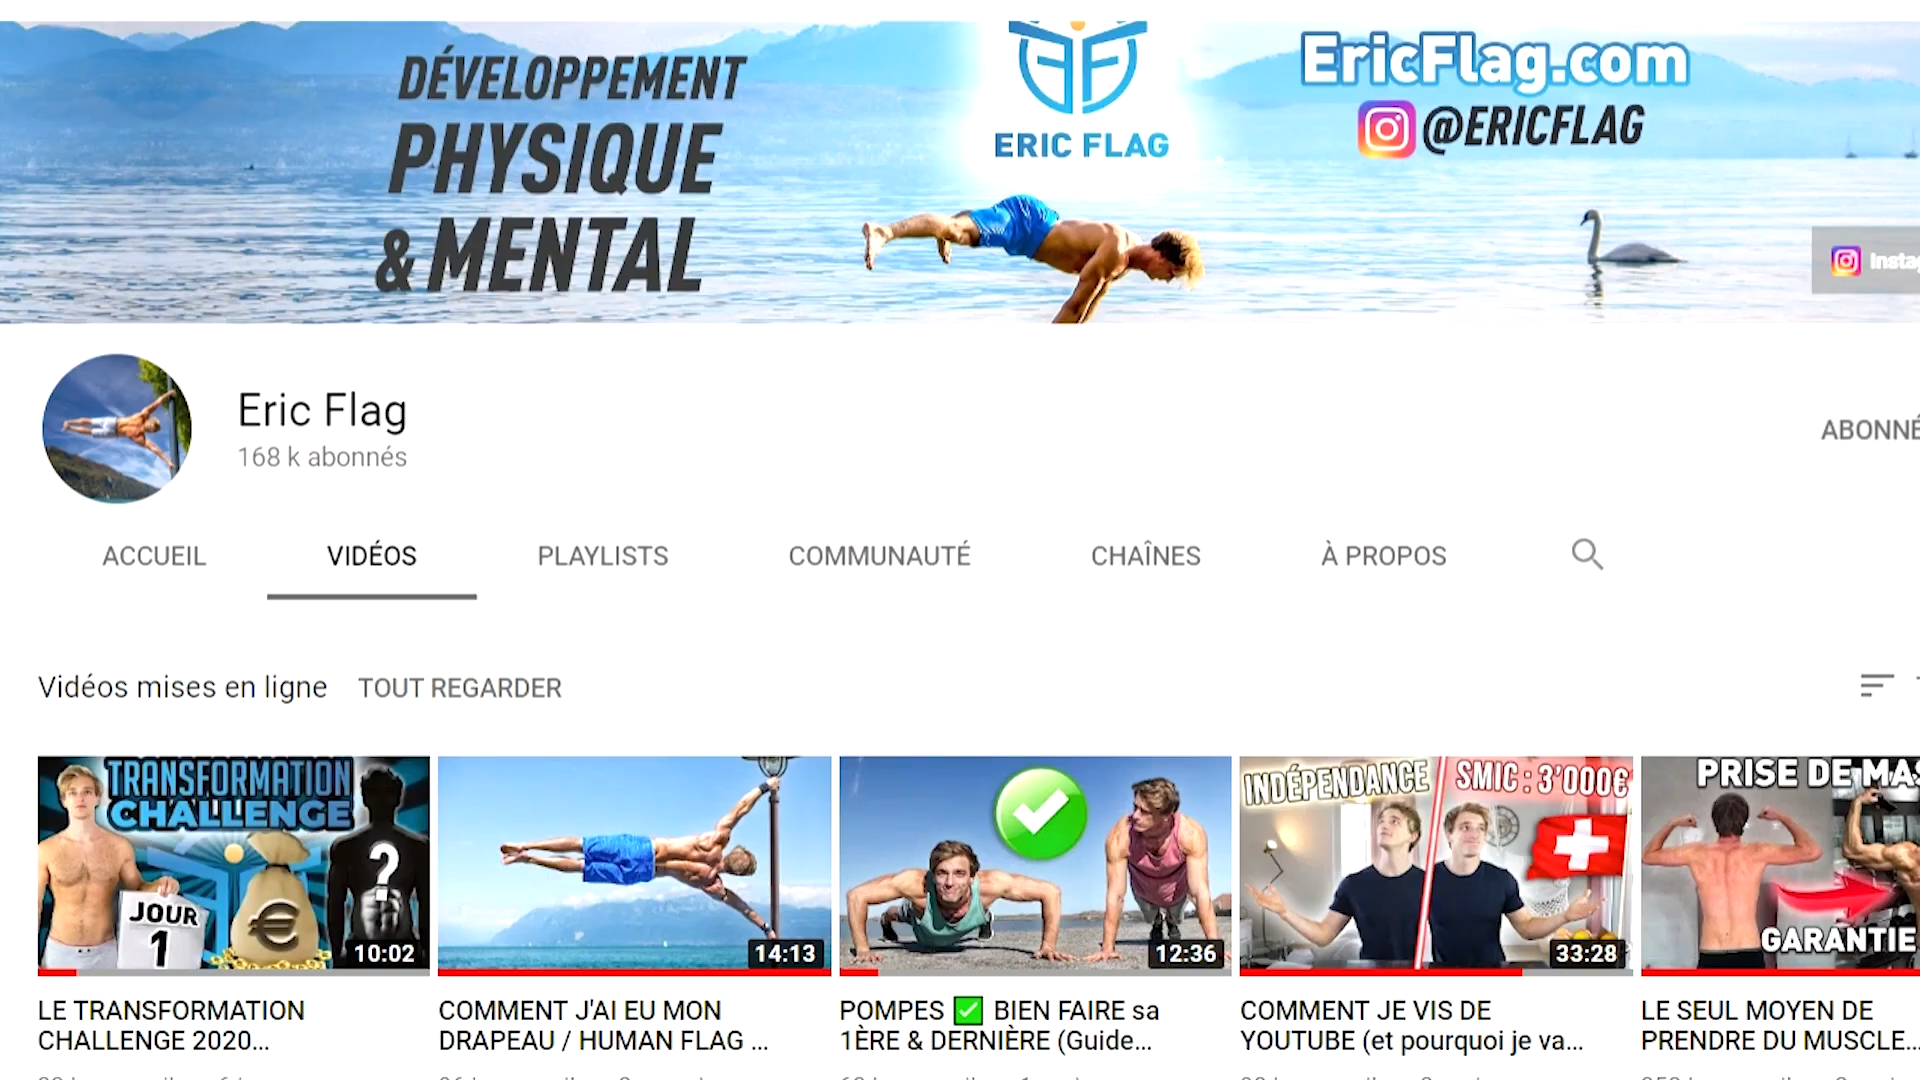 DÉVELOPPEMENT
PHYSIQUE
& MENTAL
ERIC FLAG
EricFlag.com
@ERICFLAG
Eric Flag
168 k abonnés
ACCUEIL
VIDÉOS
PLAYLISTS
COMMUNAUTÉ
CHAÎNES
À PROPOS
Vidéos mises en ligne
TOUT REGARDER
TRANSFORMATION
CHALLENGE
JOUR
1
?
€
10:02
14:13
12:36
INDÉPENDANCE
SMIC : 3'000€
33:28
PRISE DE
GARANTIE
LE TRANSFORMATION
CHALLENGE 2020...
COMMENT J'AI EU MON
DRAPEAU / HUMAN FLAG ...
POMPES ✅ BIEN FAIRE sa
1ÈRE & DERNIÈRE (Guide...
COMMENT JE VIS DE
YOUTUBE (et pourquoi je va...
LE SEUL MOYEN DE
PRENDRE DU MUSCLE...